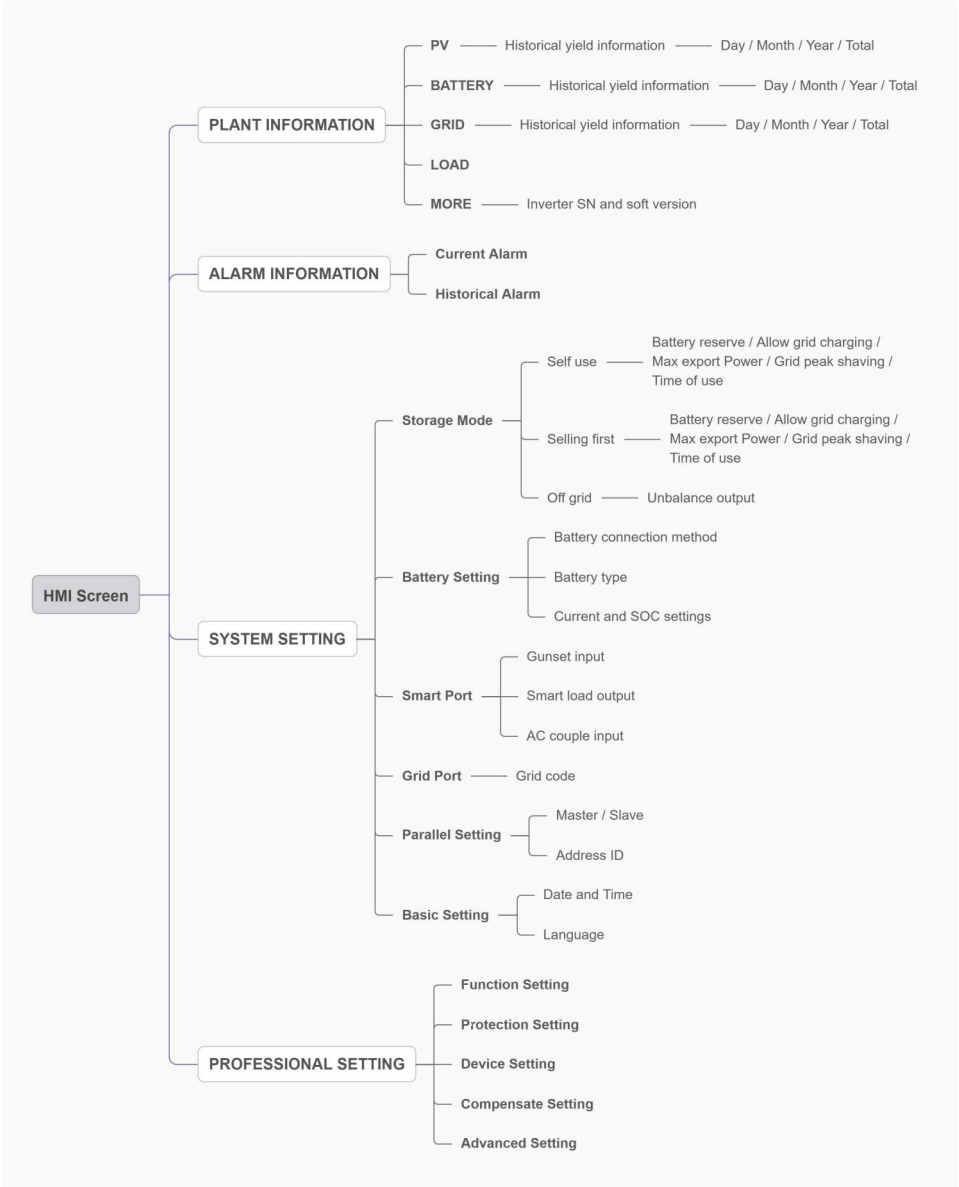 PV
Historical yield information
Day / Month / Year / Total
BATTERY
Historical yield information
Day / Month / Year / Total
PLANT INFORMATION
GRID
Historical yield information
Day / Month / Year / Total
LOAD
MORE
Inverter SN and soft version
ALARM INFORMATION
Current Alarm
Historical Alarm
HMI Screen
SYSTEM SETTING
Storage Mode
Self use
Battery reserve / Allow grid charging /
Max export Power / Grid peak shaving /
Time of use
Selling first
Battery reserve / Allow grid charging /
Max export Power / Grid peak shaving /
Time of use
Off grid
Unbalance output
Battery Setting
Battery connection method
Battery type
Current and SOC settings
Smart Port
Gunset input
Smart load output
AC couple input
Grid Port
Grid code
Parallel Setting
Master / Slave
Address ID
Basic Setting
Date and Time
Language
PROFESSIONAL SETTING
Function Setting
Protection Setting
Device Setting
Compensate Setting
Advanced Setting